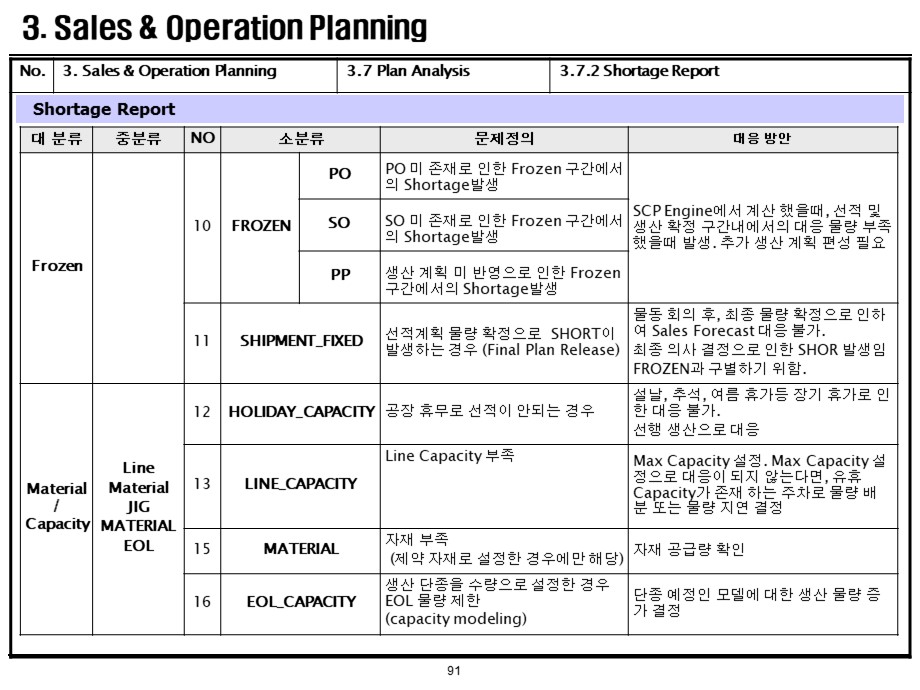 3. Sales & Operation Planning
No. 3. Sales & Operation Planning 3.7 Plan Analysis 3.7.2 Shortage Report
Shortage Report
대 분류 중분류 NO 소분류 문제정의 대응 방안
Frozen
10
FROZEN
PO
PO 미 존재로 인한 Frozen 구간에서
의 Shortage발생
SO
SO 미 존재로 인한 Frozen 구간에서
의 Shortage발생
PP
생산 계획 미 반영으로 인한 Frozen
구간에서의 Shortage발생
SCP Engine에서 계산 했을때, 선적 및
생산 확정 구간내에서의 대응 물량 부족
했을때 발생. 추가 생산 계획 편성 필요
11
SHIPMENT_FIXED
선적계획 물량 확정으로 SHORT이
발생하는 경우 (Final Plan Release)
물동 회의 후, 최종 물량 확정으로 인하
여 Sales Forecast 대응 불가.
최종 의사 결정으로 인한 SHOR 발생임
FROZEN과 구별하기 위함.
Material
/
Capacity
Line
Material
JIG
MATERIAL
EOL
12
HOLIDAY_CAPACITY
공장 휴무로 선적이 안되는 경우
설날, 추석, 여름 휴가등 장기 휴가로 인
한 대응 불가.
선행 생산으로 대응
13
LINE_CAPACITY
Line Capacity 부족
Max Capacity 설정. Max Capacity 설
정으로 대응이 되지 않는다면, 유휴
Capacity가 존재 하는 주차로 물량 배
분 또는 물량 지연 결정
15
MATERIAL
자재 부족
(제약 자재로 설정한 경우에만 해당)
자재 공급량 확인
16
EOL_CAPACITY
생산 단종을 수량으로 설정한 경우
EOL 물량 제한
(capacity modeling)
단종 예정인 모델에 대한 생산 물량 증
가 결정
91